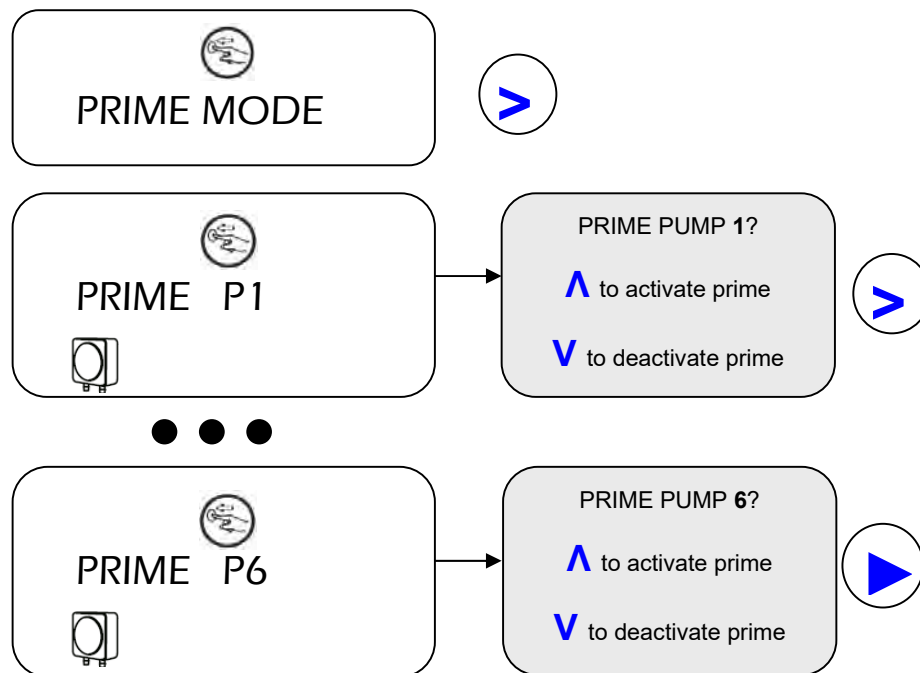 PRIME MODE
>
PRIME P1
PRIME PUMP 1?
Λ to activate prime
V to deactivate prime
>
PRIME P6
PRIME PUMP 6?
Λ to activate prime
V to deactivate prime